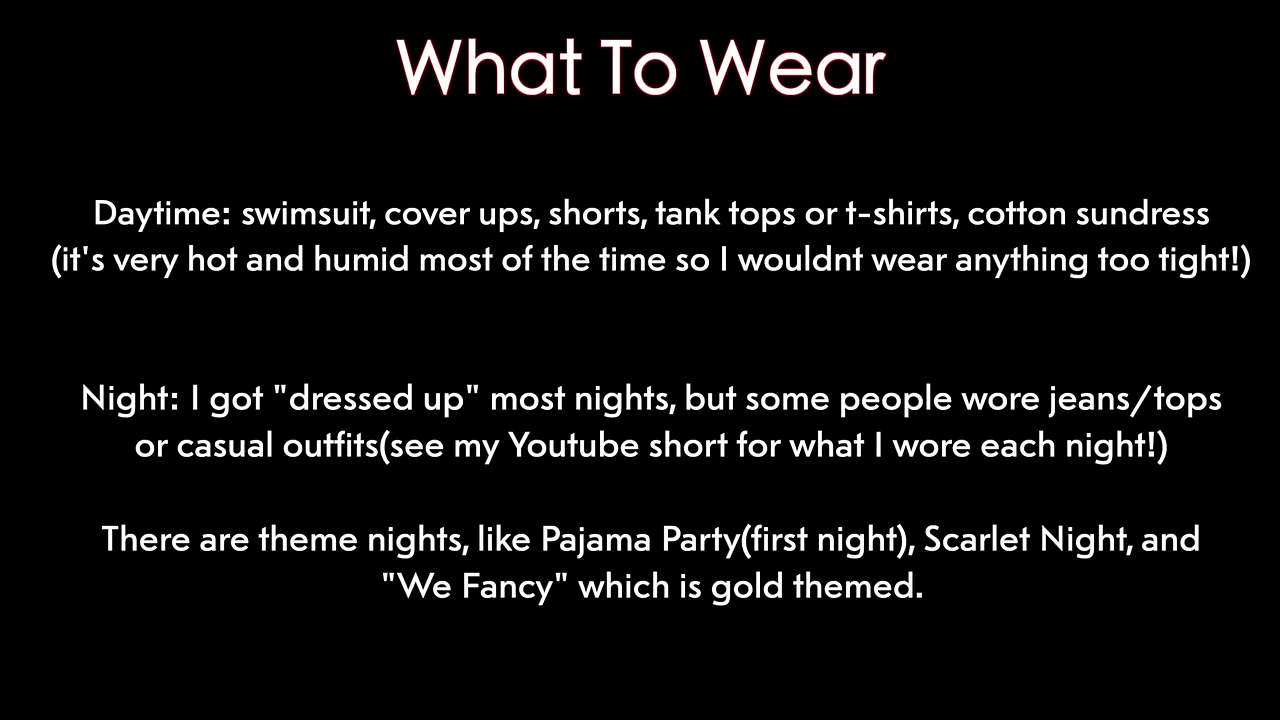 What To Wear
Daytime: swimsuit, cover ups, shorts, tank tops or t-shirts, cotton sundress
(it's very hot and humid most of the time so I wouldnt wear anything too tight!)
Night: I got "dressed up" most nights, but some people wore jeans/tops
or casual outfits(see my Youtube short for what I wore each night!)
There are theme nights, like Pajama Party(first night), Scarlet Night, and
"We Fancy" which is gold themed.